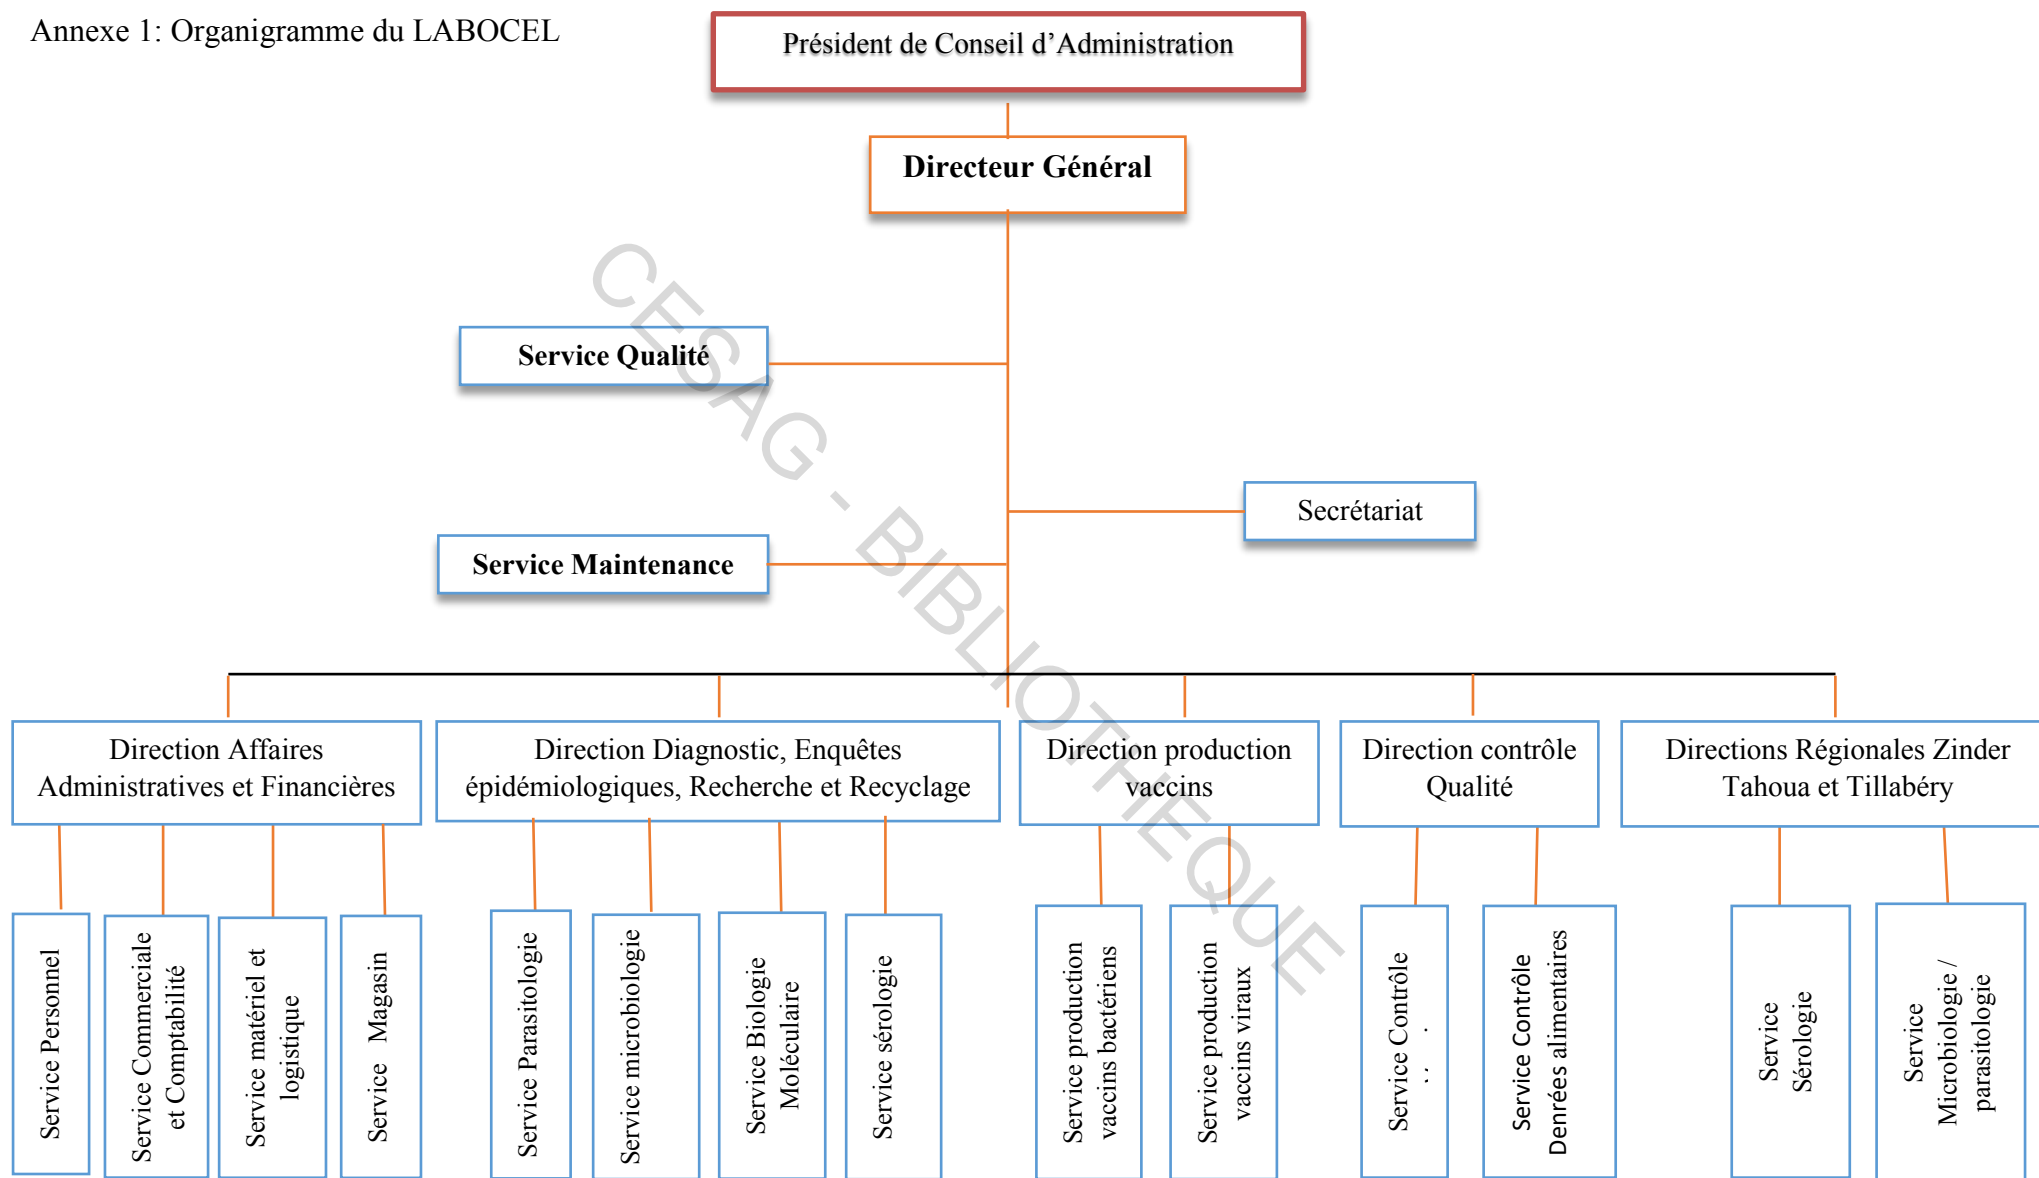 Annexe 1: Organigramme du LABOCEL
Président de Conseil d’Administration
Directeur Général
Service Qualité
Secrétariat
Service Maintenance
Direction Affaires
Administratives et Financières
Direction Diagnostic, Enquêtes
épidémiologiques, Recherche et Recyclage
Direction production
vaccins
Direction contrôle
Qualité
Directions Régionales Zinder
Tahoua et Tillabéry
Service Personnel
Service Commerciale
et Comptabilité
Service matériel et
logistique
Service Magasin
Service Parasitologie
Service microbiologie
Service Biologie
Moléculaire
Service sérologie
Service production
vaccins bactériens
Service production
vaccins viraux
Service Contrôle
Service Contrôle
Denrées alimentaires
Service
Sérologie
Service
Microbiologie /
parasitologie
CESAG - BIBLIOTHEQUE